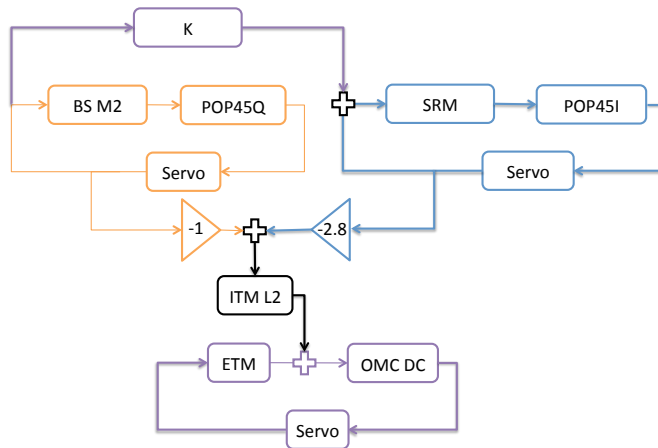 K
BS M2
POP45Q
SRM
POP45I
Servo
Servo
-1
-2.8
ITM L2
ETM
OMC DC
Servo